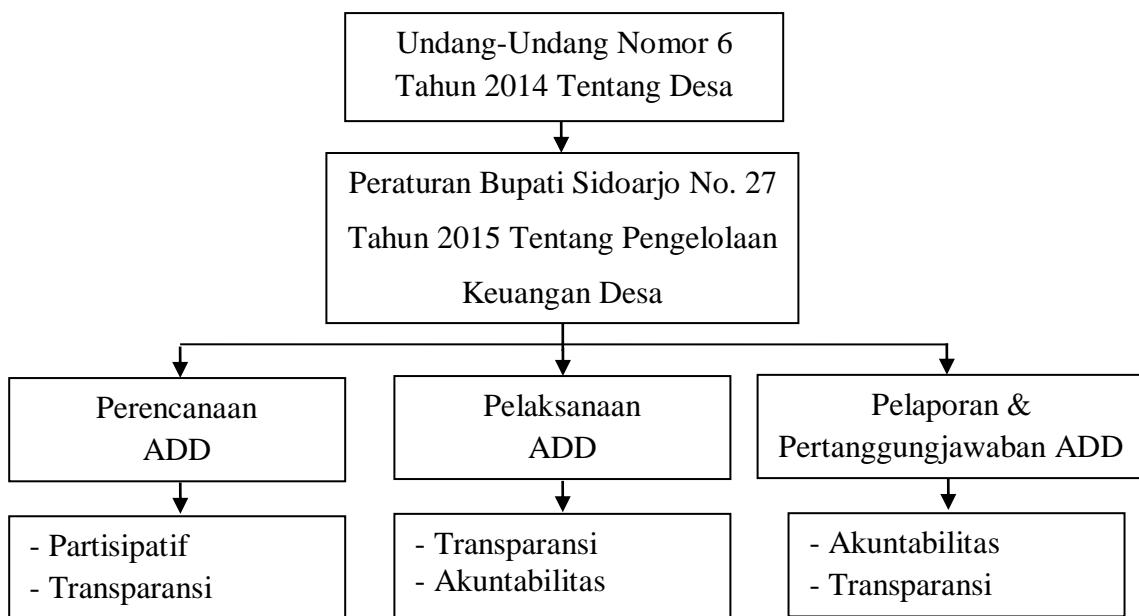 Undang-Undang Nomor 6
Tahun 2014 Tentang Desa
Peraturan Bupati Sidoarjo No. 27
Tahun 2015 Tentang Pengelolaan
Keuangan Desa
Perencanaan
ADD
Pelaksanaan
ADD
Pelaporan &
Pertanggungjawaban ADD
- Partisipatif
- Transparansi
- Transparansi
- Akuntabilitas
- Akuntabilitas
- Transparansi